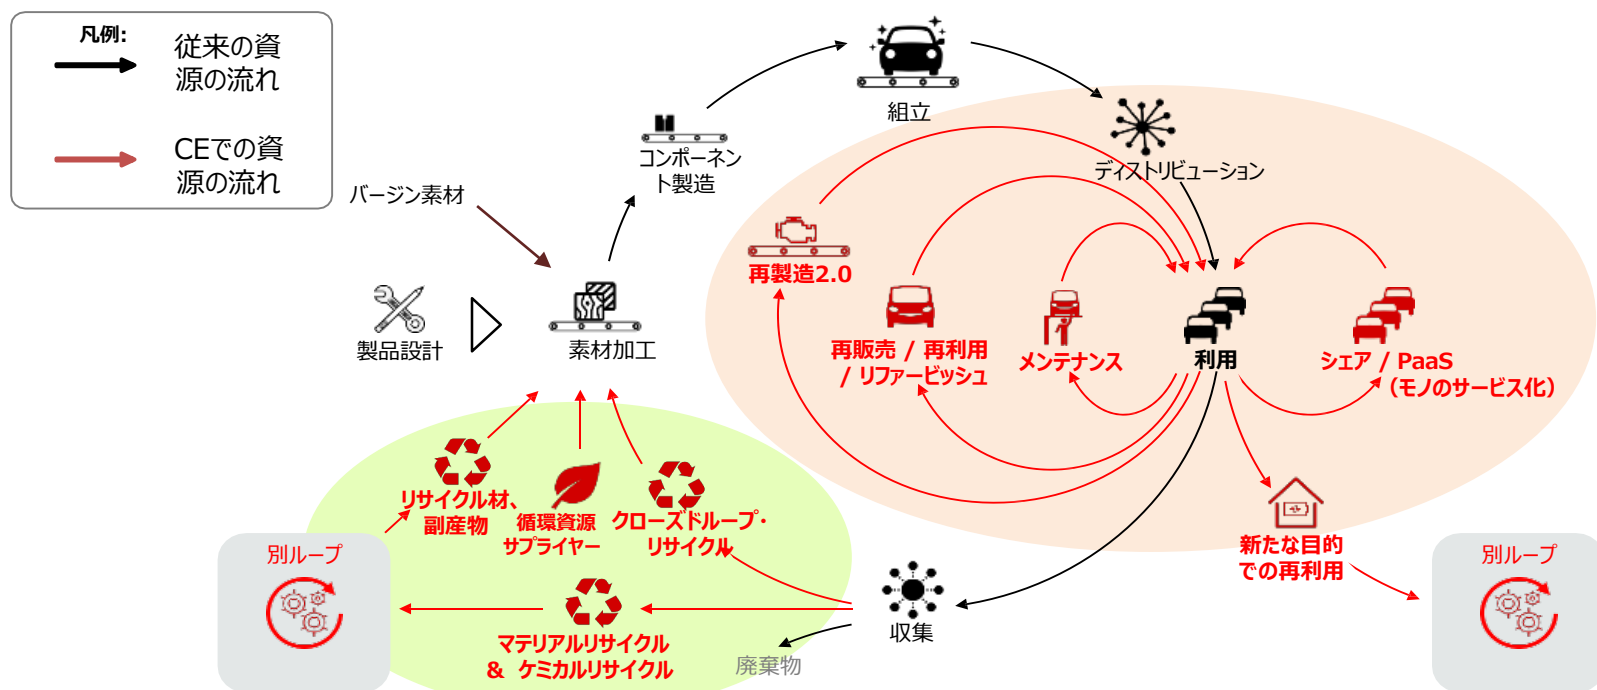 凡例:
従来の資
源の流れ
CEでの資
源の流れ
組立
コンポーネン
ト製造
ディストリビューション
バージン素材
再製造2.0
製品設計
素材加工
再販売 / 再利用
/ リファービッシュ
メンテナンス
利用
シェア / PaaS
（モノのサービス化）
リサイクル材、
副産物
循環資源
サプライヤー
クローズドループ・
リサイクル
別ループ
新たな目的
での再利用
別ループ
収集
マテリアルリサイクル
& ケミカルリサイクル
廃棄物